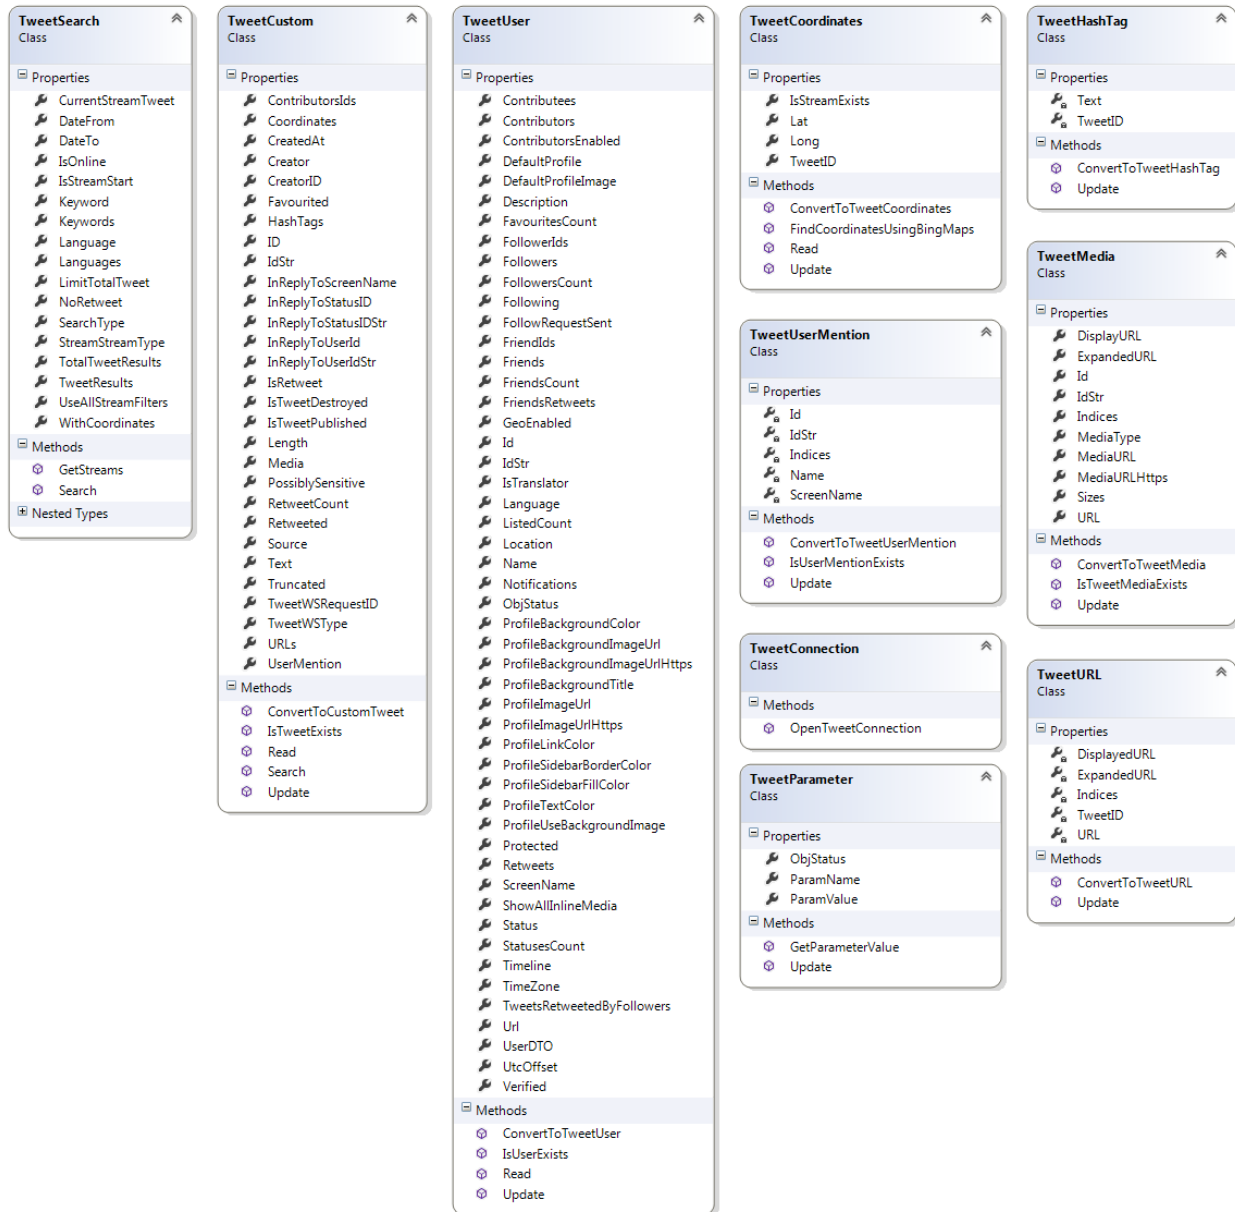 TweetSearch
Class
Properties
CurrentStreamTweet
DateFrom
DateTo
IsOnline
IsStreamStart
Keyword
Keywords
Language
Languages
LimitTotalTweet
NoRetweet
SearchType
StreamStreamType
TotalTweetResults
TweetResults
UseAllStreamFilters
WithCoordinates
Methods
GetStreams
Search
Nested Types
TweetCustom
Class
Properties
ContributorsIds
Coordinates
CreatedAt
Creator
CreatorID
Favourited
HashTags
ID
IdStr
InReplyToScreenName
InReplyToStatusID
InReplyToStatusIDStr
InReplyToUserId
InReplyToUserIdStr
IsRetweet
IsTweetDestroyed
IsTweetPublished
Length
Media
PossiblySensitive
RetweetCount
Retweeted
Source
Text
Truncated
TweetWSRequestID
TweetWSType
URLs
UserMention
Methods
ConvertToCustomTweet
IsTweetExists
Read
Search
Update
TweetUser
Class
Properties
Contributees
Contributors
ContributorsEnabled
DefaultProfile
DefaultProfileImage
Description
FavouritesCount
FollowerIds
Followers
FollowersCount
Following
FollowRequestSent
FriendIds
Friends
FriendsCount
FriendsRetweets
GeoEnabled
Id
IdStr
IsTranslator
Language
ListedCount
Location
Name
Notifications
ObjStatus
ProfileBackgroundColor
ProfileBackgroundImageUrl
ProfileBackgroundImageUrlHttps
ProfileBackgroundTitle
ProfileImageUrl
ProfileImageUrlHttps
ProfileLinkColor
ProfileSidebarBorderColor
ProfileSidebarFillColor
ProfileTextColor
ProfileUseBackgroundImage
Protected
Retweets
ScreenName
ShowAllInlineMedia
Status
StatusesCount
Timeline
TimeZone
TweetsRetweetedByFollowers
Url
UserDTO
UtcOffset
Verified
Methods
ConvertToTweetUser
IsUserExists
Read
Update
TweetCoordinates
Class
Properties
IsStreamExists
Lat
Long
TweetID
Methods
ConvertToTweetCoordinates
FindCoordinatesUsingBingMaps
Read
Update
TweetUserMention
Class
Properties
Id
IdStr
Indices
Name
ScreenName
Methods
ConvertToTweetUserMention
IsUserMentionExists
Update
TweetConnection
Class
Methods
OpenTweetConnection
TweetParameter
Class
Properties
ObjStatus
ParamName
ParamValue
Methods
GetParameterValue
Update
TweetHashTag
Class
Properties
Text
TweetID
Methods
ConvertToTweetHashTag
Update
TweetMedia
Class
Properties
DisplayURL
ExpandedURL
Id
IdStr
Indices
MediaType
MediaURL
MediaURLHttps
Sizes
URL
Methods
ConvertToTweetMedia
IsTweetMediaExists
Update
TweetURL
Class
Properties
DisplayedURL
ExpandedURL
Indices
TweetID
URL
Methods
ConvertToTweetURL
Update